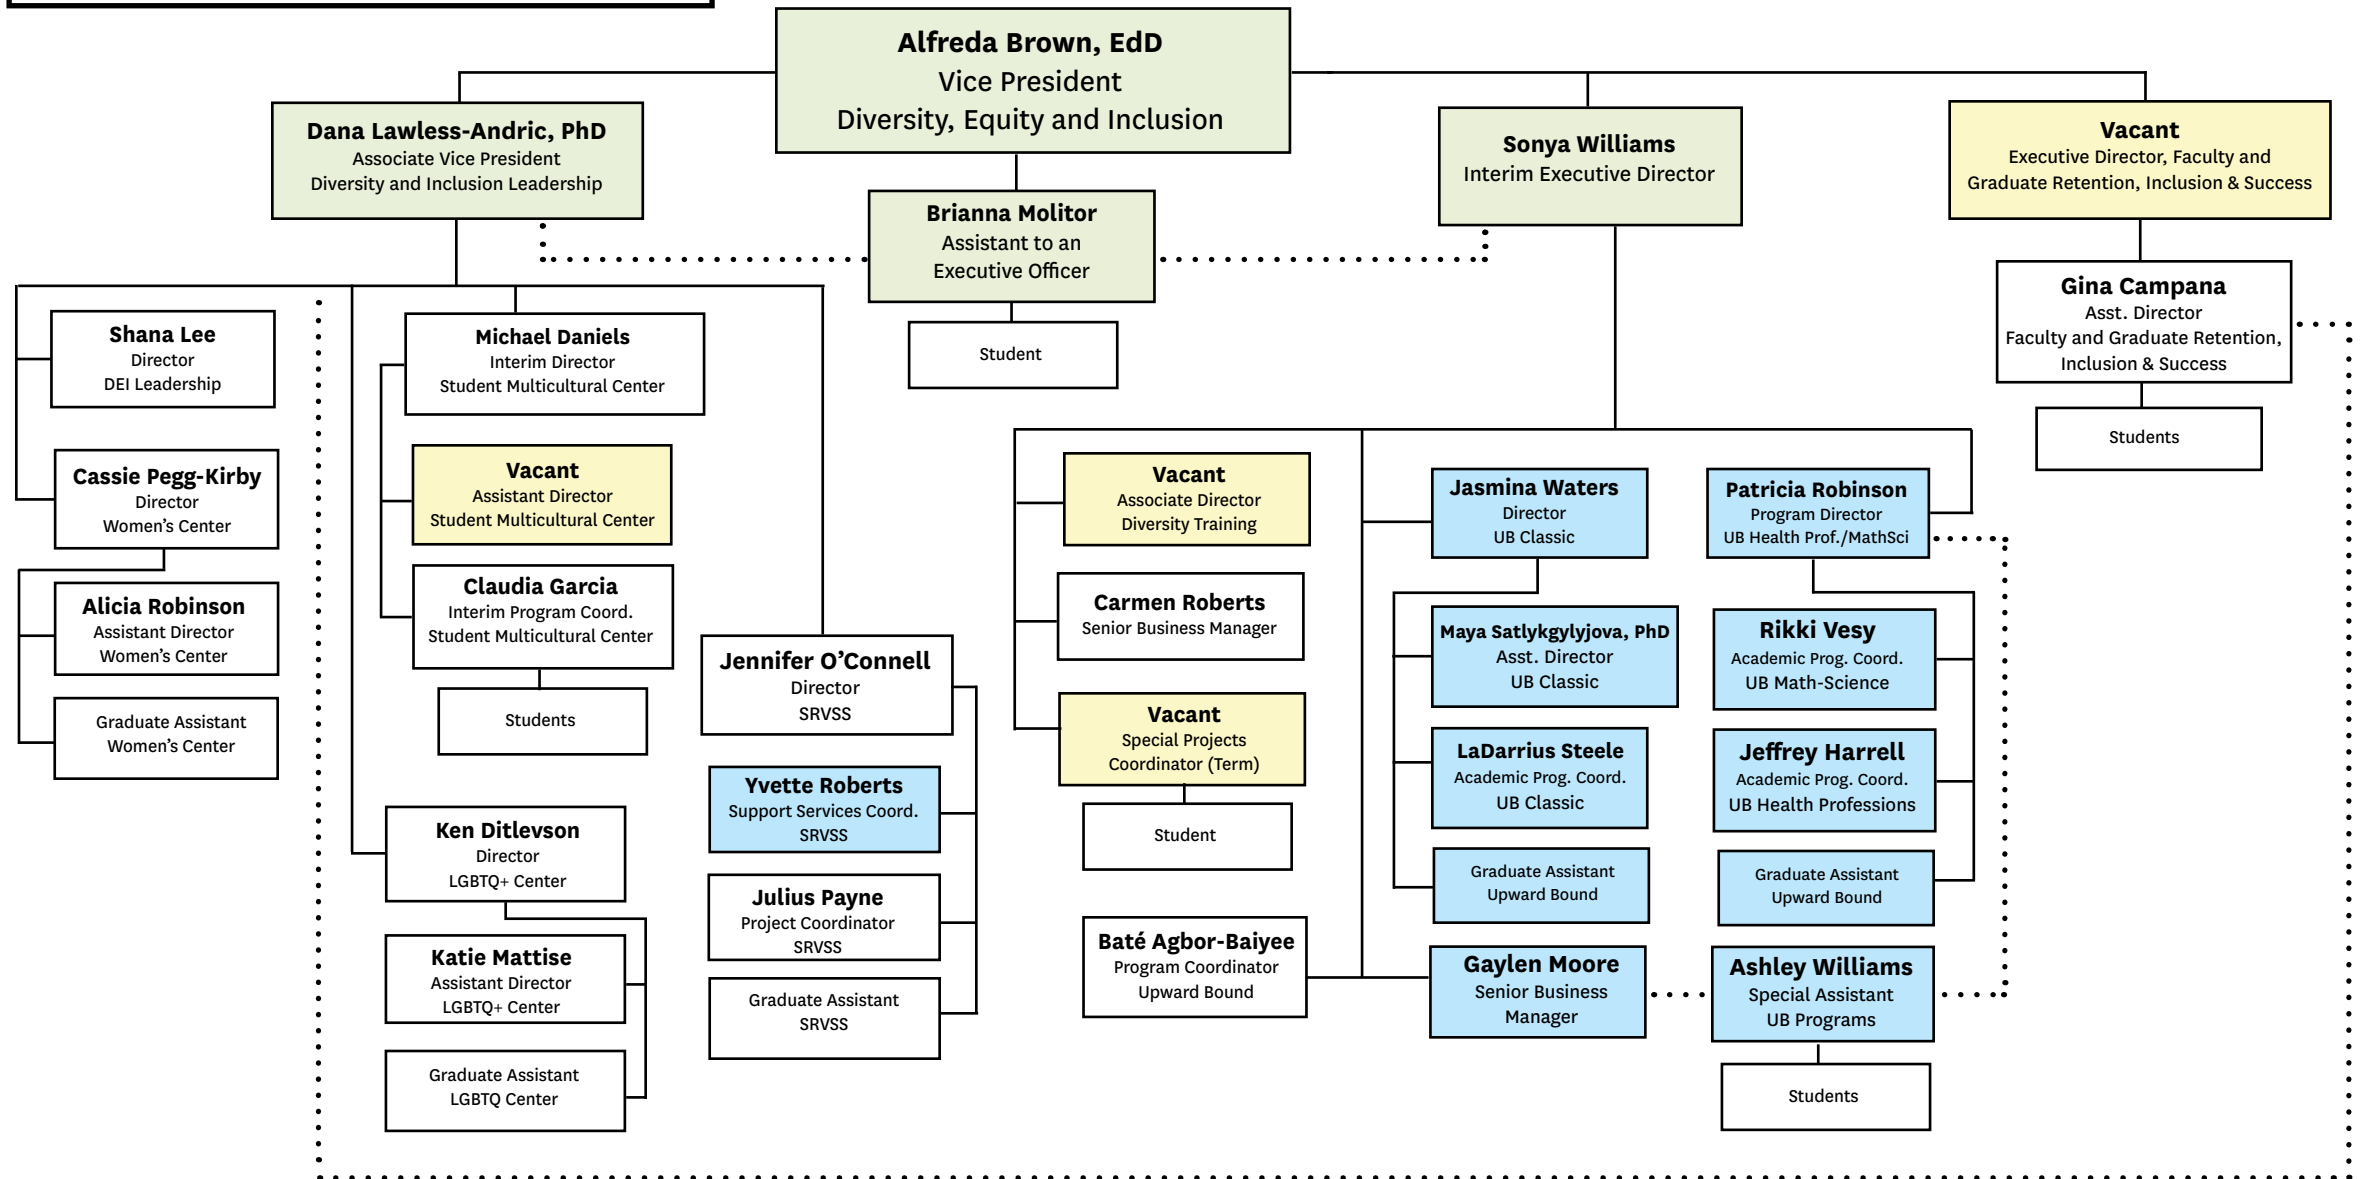 Alfreda Brown, EdD
Vice President
Diversity, Equity and Inclusion
Dana Lawless-Andric, PhD
Associate Vice President
Diversity and Inclusion Leadership
Brianna Molitor
Assistant to an
Executive Officer
Student
Sonya Williams
Interim Executive Director
Vacant
Executive Director, Faculty and
Graduate Retention, Inclusion & Success
Gina Campana
Asst. Director
Faculty and Graduate Retention,
Inclusion & Success
Students
Shana Lee
Director
DEI Leadership
Cassie Pegg-Kirby
Director
Women's Center
Alicia Robinson
Assistant Director
Women's Center
Graduate Assistant
Women's Center
Michael Daniels
Interim Director
Student Multicultural Center
Vacant
Assistant Director
Student Multicultural Center
Claudia Garcia
Interim Program Coord.
Student Multicultural Center
Students
Ken Ditlevson
Director
LGBTQ+ Center
Katie Mattise
Assistant Director
LGBTQ+ Center
Graduate Assistant
LGBTQ Center
Jennifer O'Connell
Director
SRVSS
Yvette Roberts
Support Services Coord.
SRVSS
Julius Payne
Project Coordinator
SRVSS
Graduate Assistant
SRVSS
Vacant
Associate Director
Diversity Training
Carmen Roberts
Senior Business Manager
Vacant
Special Projects
Coordinator (Term)
Student
Baté Agbor-Baiyee
Program Coordinator
Upward Bound
Jasmina Waters
Director
UB Classic
Maya Satlykgylyjova, PhD
Asst. Director
UB Classic
LaDarrius Steele
Academic Prog. Coord.
UB Classic
Graduate Assistant
Upward Bound
Gaylen Moore
Senior Business
Manager
Patricia Robinson
Program Director
UB Health Prof./MathSci
Rikki Vesy
Academic Prog. Coord.
UB Math-Science
Jeffrey Harrell
Academic Prog. Coord.
UB Health Professions
Graduate Assistant
Upward Bound
Ashley Williams
Special Assistant
UB Programs
Students